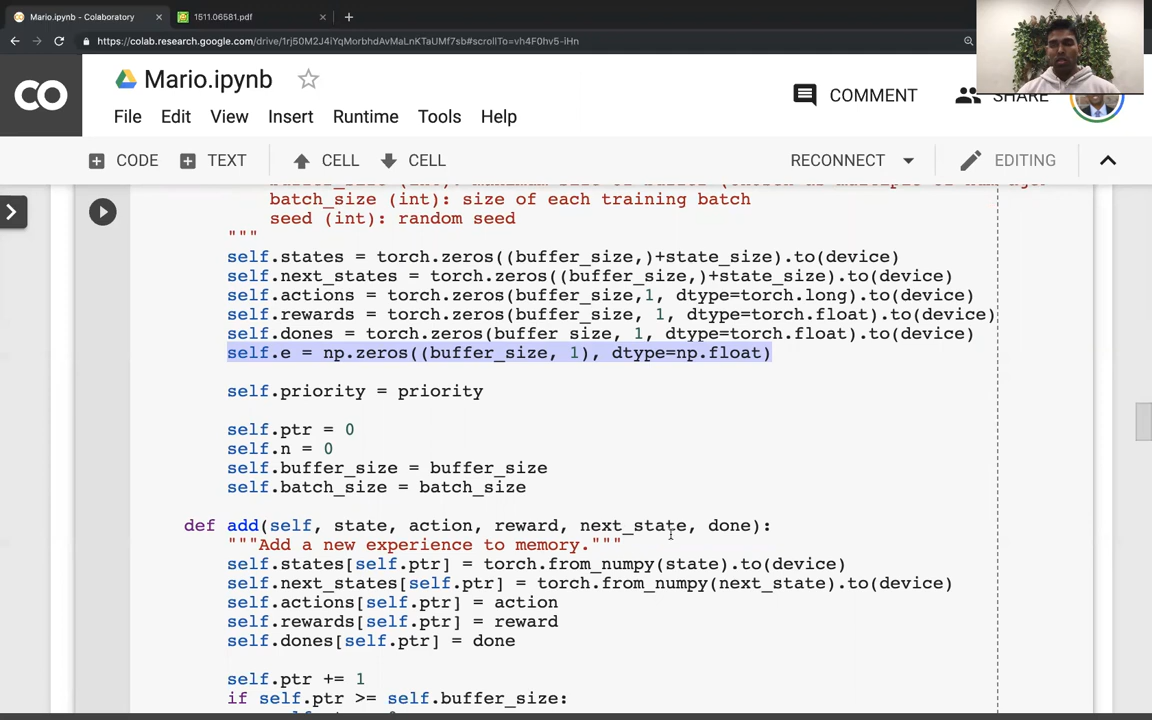 Mario.ipynb - Colaboratory
1511.06581.pdf
https://colab.research.google.com/drive/1rj50M2J4iYqMorbhdAvMaLnKTaUMf7sb#scrollTo=vh4F0hv5-iHn
CO
Mario.ipynb
COMMENT
SHARE
File Edit View Insert Runtime Tools Help
CODE TEXT CELL CELL RECONNECT EDITING
batch_size (int): size of each training batch
seed (int): random seed
"""
self.states = torch.zeros((buffer_size,)+state_size).to(device)
self.next_states = torch.zeros((buffer_size,)+state_size).to(device)
self.actions = torch.zeros(buffer_size,1, dtype=torch.long).to(device)
self.rewards = torch.zeros(buffer_size, 1, dtype=torch.float).to(device)
self.dones = torch.zeros(buffer_size, 1, dtype=torch.float).to(device)
self.e = np.zeros((buffer_size, 1), dtype=np.float)
self.priority = priority
self.ptr = 0
self.n = 0
self.buffer_size = buffer_size
self.batch_size = batch_size
def add(self, state, action, reward, next_state, done):
"""Add a new experience to memory."""
self.states[self.ptr] = torch.from_numpy(state).to(device)
self.next_states[self.ptr] = torch.from_numpy(next_state).to(device)
self.actions[self.ptr] = action
self.rewards[self.ptr] = reward
self.dones[self.ptr] = done
self.ptr += 1
if self.ptr >= self.buffer_size: